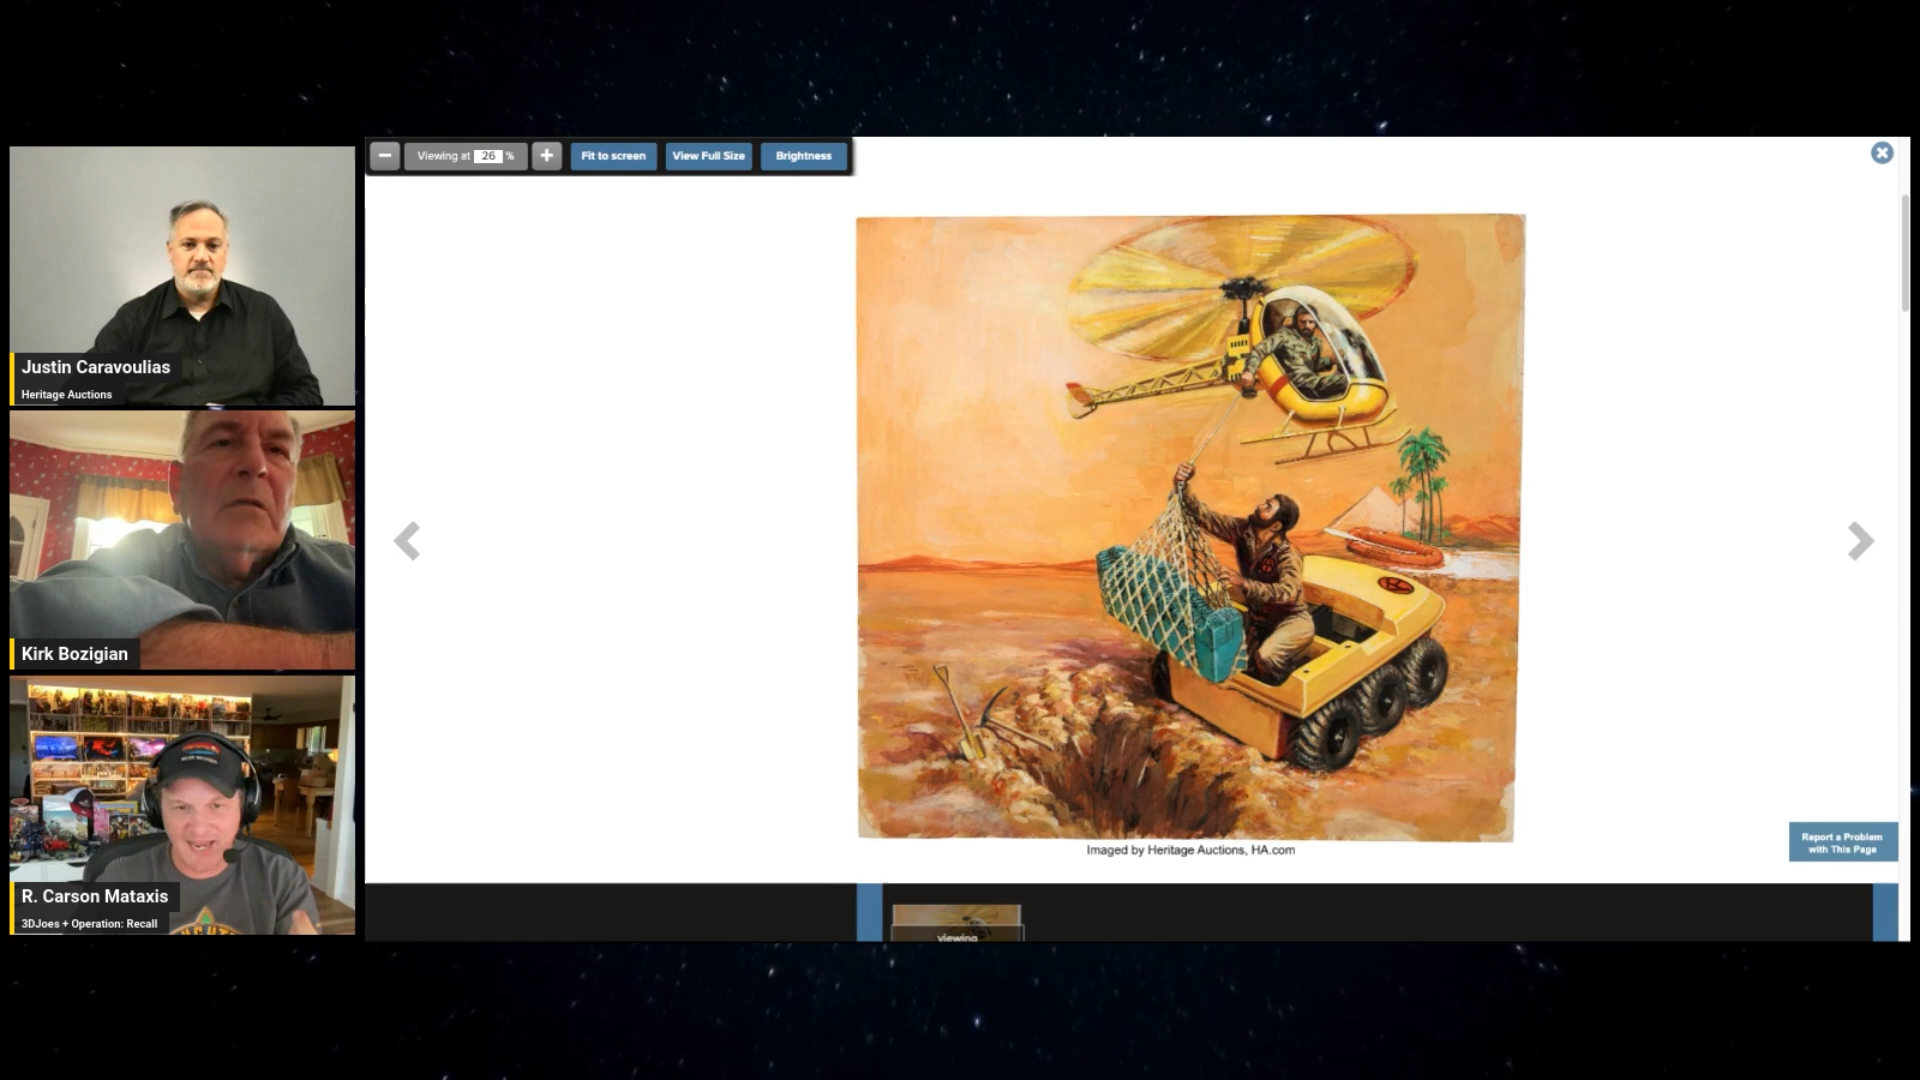 Viewing at 26 %
Fit to screen
View Full Size
Brightness
Justin Caravoulias
Heritage Auctions
Kirk Bozigian
R. Carson Mataxis
3DJoes + Operation: Recall
Imaged by Heritage Auctions, HA.com
Report a Problem
with This Page
viewing